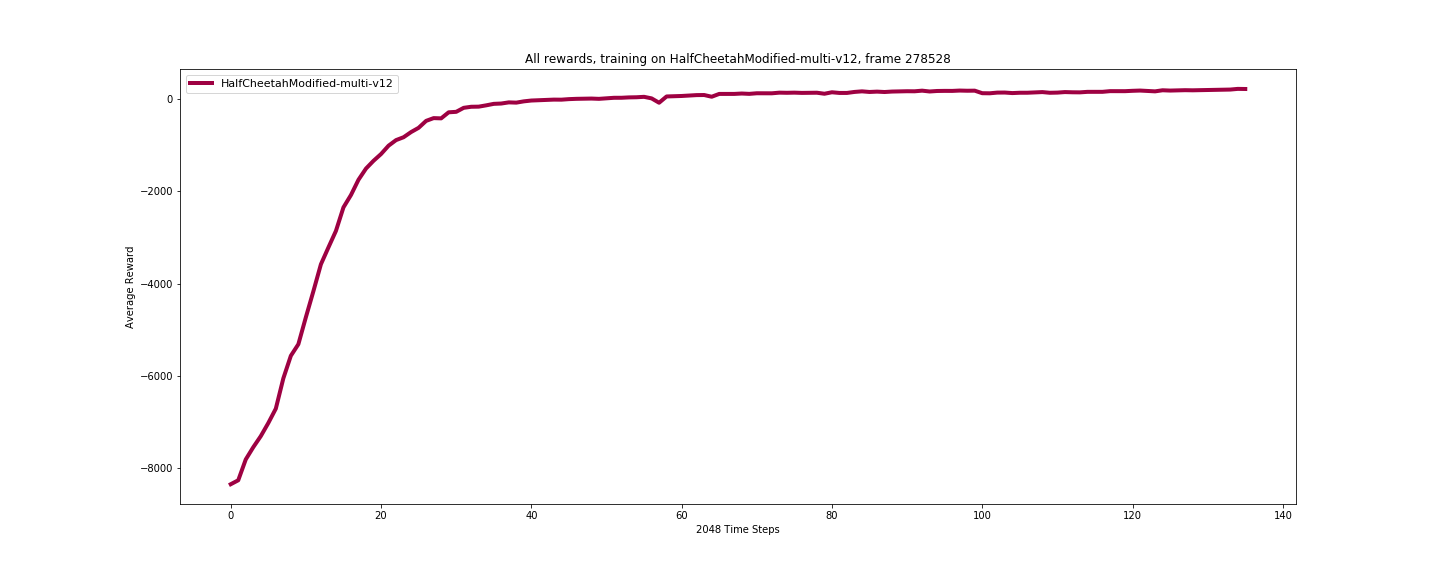 All rewards, training on HalfCheetahModified-multi-v12, frame 278528
HalfCheetahModified-multi-v12
0
−2000
−4000
−6000
−8000
Average Reward
0 20 40 60 80 100 120 140
2048 Time Steps